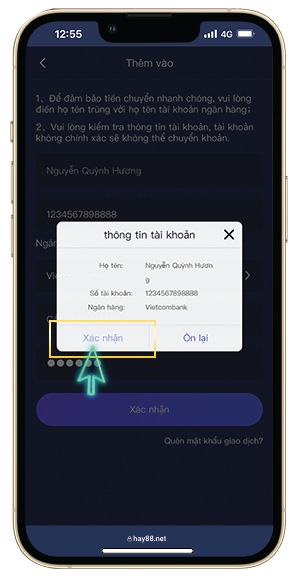 12:55
4G
Thêm vào
1、Để đảm bảo tiền chuyển nhanh chóng, vui lòng
điền họ tên trùng với họ tên tài khoản ngân hàng;
2、Vui lòng kiểm tra thông tin tài khoản, tài khoản
không chính xác sẽ không thể chuyển khoản.
Nguyễn Quỳnh Hương
1234567898888
thông tin tài khoản
Họ tên: Nguyễn Quỳnh Hươn
g
Số tài khoản: 1234567898888
Ngân hàng: Vietcombank
Xác nhận Ôn lại
Xác nhận
Quên mật khẩu giao dịch?
hay88.net